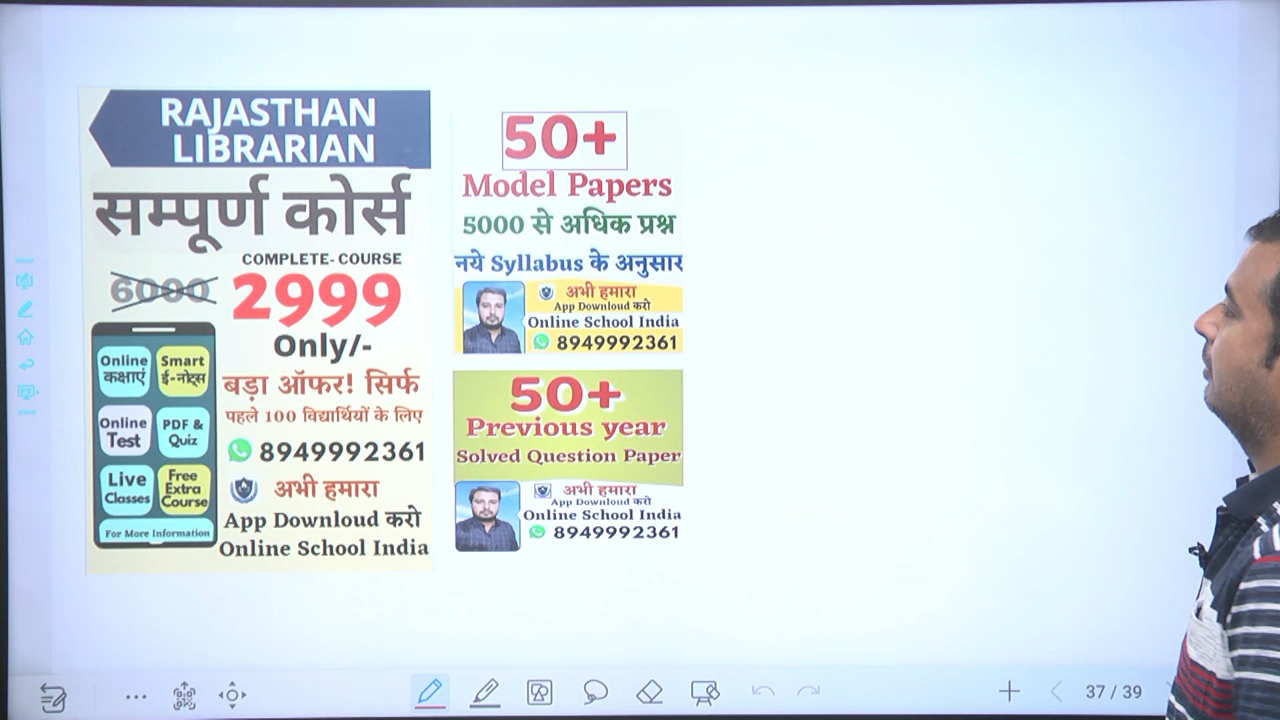 RAJASTHAN
LIBRARIAN
सम्पूर्ण कोर्स
COMPLETE- COURSE
6000 2999
Only/-
Online
कक्षाएं
Smart
ई-नोट्स
Online
Test
PDF &
Quiz
Live
Classes
Free
Extra
Course
For More Information
बड़ा ऑफर! सिर्फ
पहले 100 विद्यार्थियों के लिए
8949992361
अभी हमारा
App Downloud करो
Online School India
50+
Model Papers
5000 से अधिक प्रश्न
नये Syllabus के अनुसार
अभी हमारा
App Downloud करो
Online School India
8949992361
50+
Previous year
Solved Question Paper
अभी हमारा
App Downloud करो
Online School India
8949992361
37 / 39